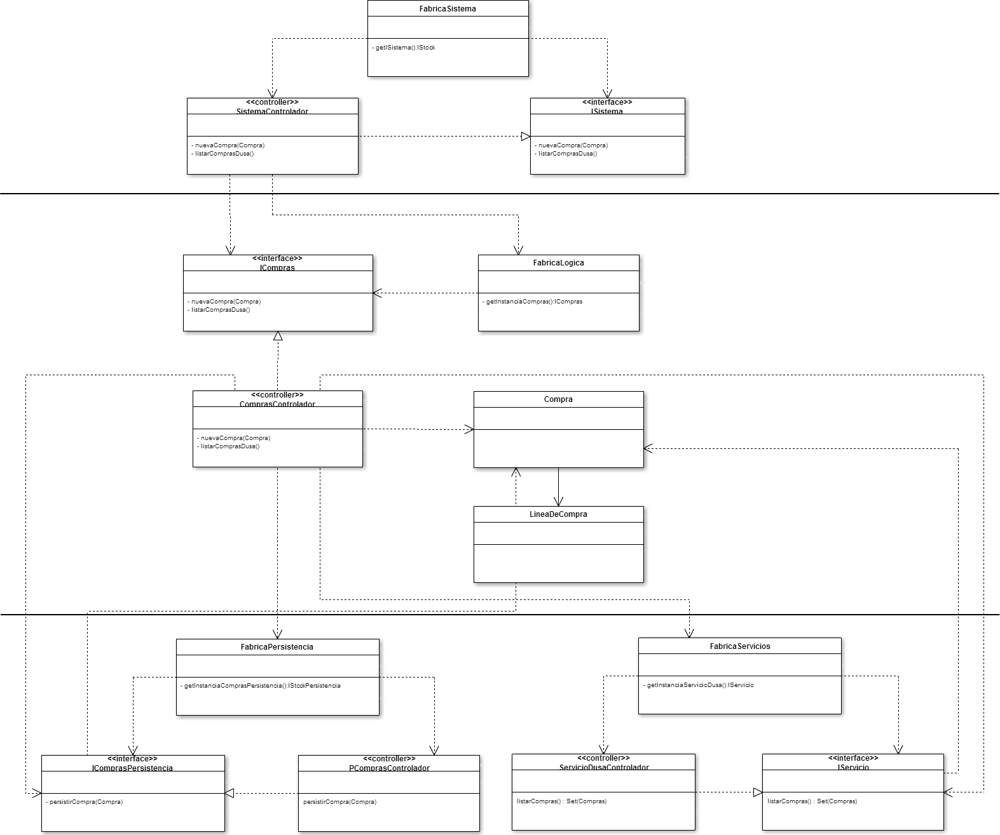 FabricaSistema
- getISistema():IStock
<<controller>>
SistemaControlador
- nuevaCompra(Compra)
- listarComprasDusa()
<<interface>>
ISistema
- nuevaCompra(Compra)
- listarComprasDusa()
<<interface>>
ICompras
- nuevaCompra(Compra)
- listarComprasDusa()
FabricaLogica
- getInstanciaCompras():ICompras
<<controller>>
ComprasControlador
- nuevaCompra(Compra)
- listarComprasDusa()
Compra
LineaDeCompra
FabricaPersistencia
- getInstanciaComprasPersistencia():IStockPersistencia
FabricaServicios
- getInstanciaServicioDusa():IServicio
<<interface>>
IComprasPersistencia
- persistirCompra(Compra)
<<controller>>
PComprasControlador
persistirCompra(Compra)
<<controller>>
ServicioDusaControlador
listarCompras() : Set(Compras)
<<interface>>
IServicio
listarCompras() : Set(Compras)